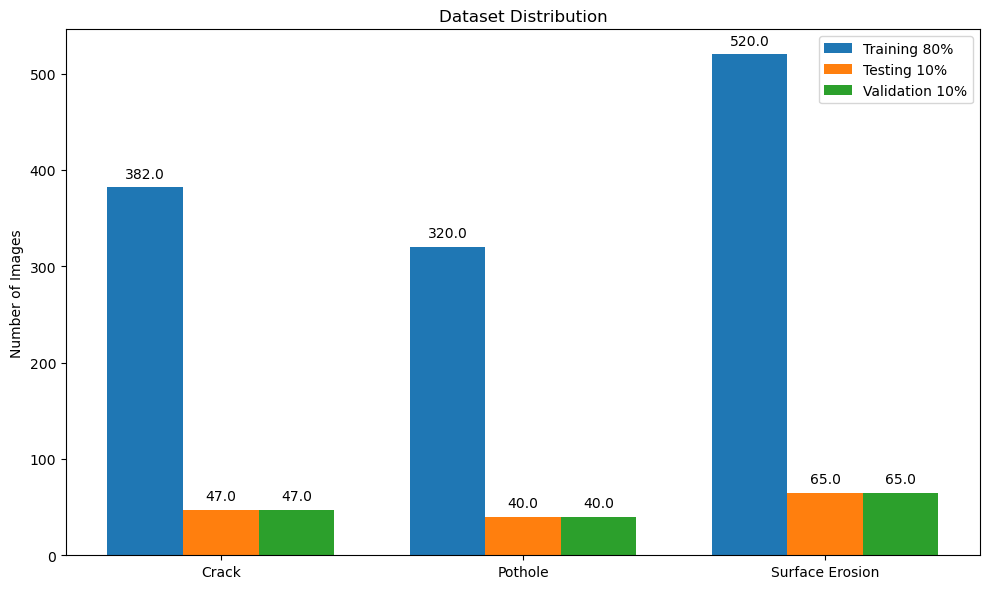 Dataset Distribution
Training 80%
Testing 10%
Validation 10%
Number of Images
500
400
300
200
100
0
382.0
47.0
47.0
320.0
40.0
40.0
520.0
65.0
65.0
Crack
Pothole
Surface Erosion